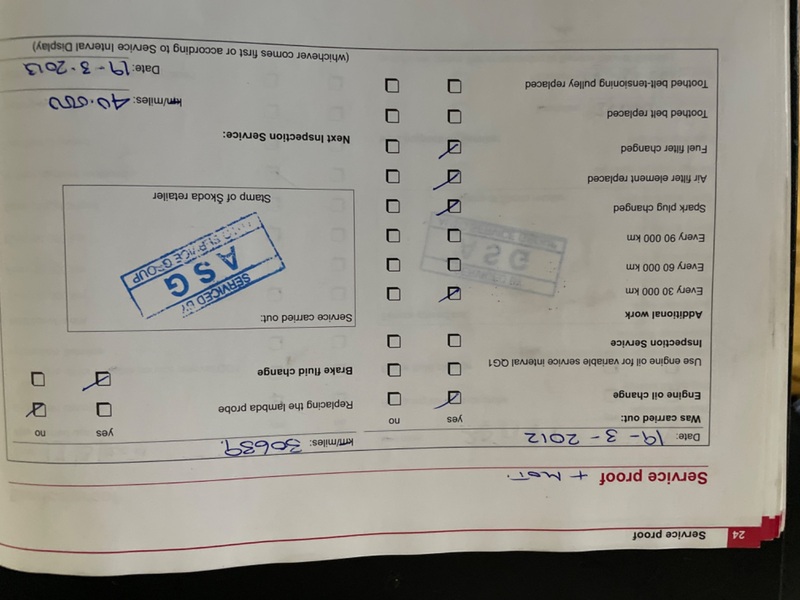 24 Service proof
Service proof + MOT.
Date: 19 - 3 - 2012 km/miles: 30689.
Was carried out: yes no
Engine oil change
Use engine oil for variable service interval QG1
Inspection Service
Additional work
Every 30 000 km
Every 60 000 km
Every 90 000 km
Spark plug changed
Air filter element replaced
Fuel filter changed
Toothed belt replaced
Toothed belt-tensioning pulley replaced
yes no
Replacing the lambda probe
Brake fluid change
Service carried out:
SERVICED BY
ASG
SERVICE GROUP
Stamp of Škoda retailer
Next Inspection Service:
km/miles: 40.000
Date: 19 - 3 - 2013
(whichever comes first or according to Service Interval Display)
ASG